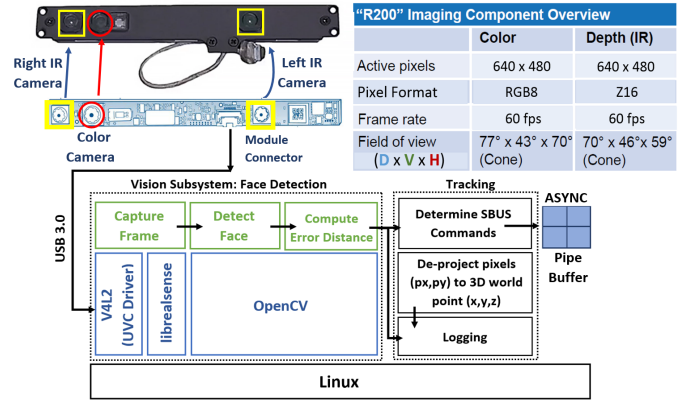 Right IR
Camera
Left IR
Camera
Color
Camera
Module
Connector
"R200" Imaging Component Overview
Color Depth (IR)
Active pixels 640 x 480 640 x 480
Pixel Format RGB8 Z16
Frame rate 60 fps 60 fps
Field of view 77° x 43° x 70° 70° x 46°x 59°
(D x V x H) (Cone) (Cone)
USB 3.0
Vision Subsystem: Face Detection
Capture
Frame
Detect
Face
Compute
Error Distance
V4L2
(UVC Driver)
librealsense
OpenCV
Tracking
Determine SBUS
Commands
De-project pixels
(px,py) to 3D world
point (x,y,z)
Logging
ASYNC
Pipe
Buffer
Linux